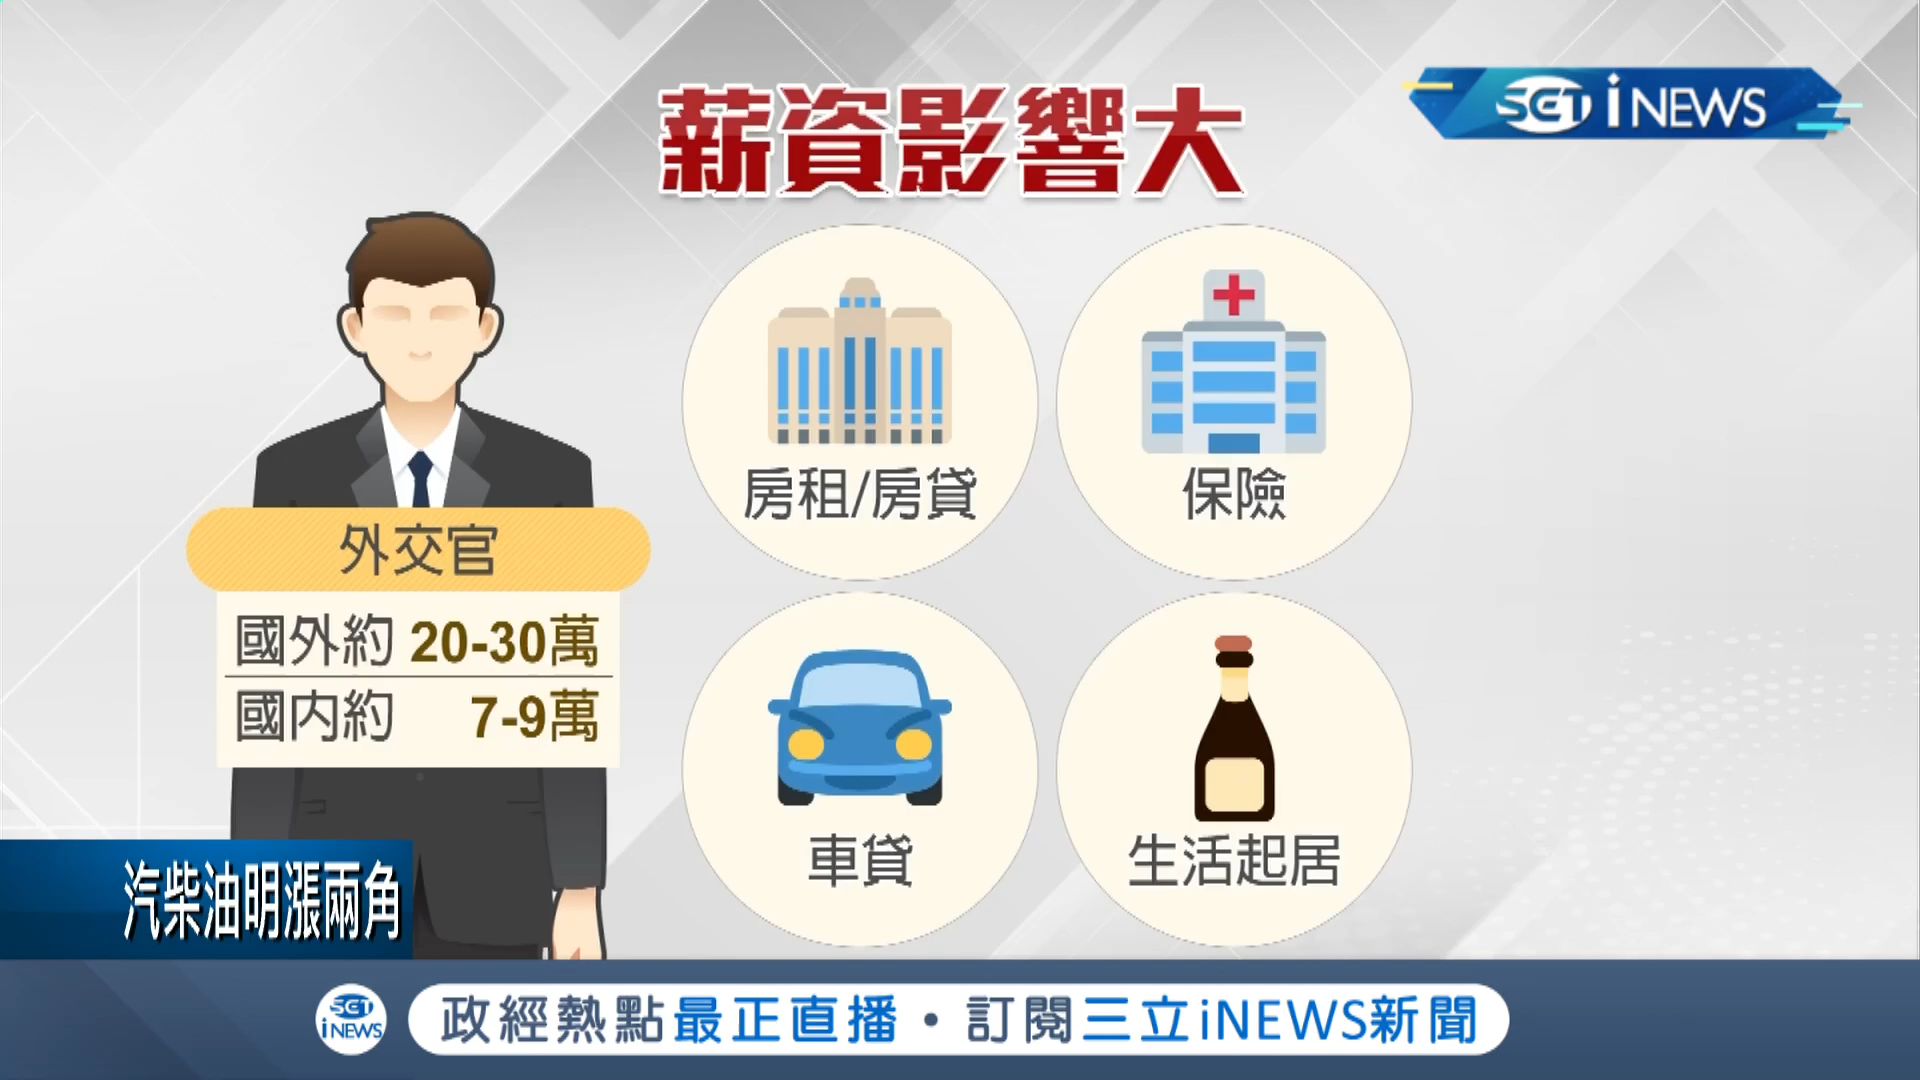 薪資影響大
SET iNEWS
房租/房貸
保險
外交官
國外約 20-30萬
國內約 7-9萬
車貸
生活起居
汽柴油明漲兩角
SET iNEWS
政經熱點最正直播・訂閱三立iNEWS新聞